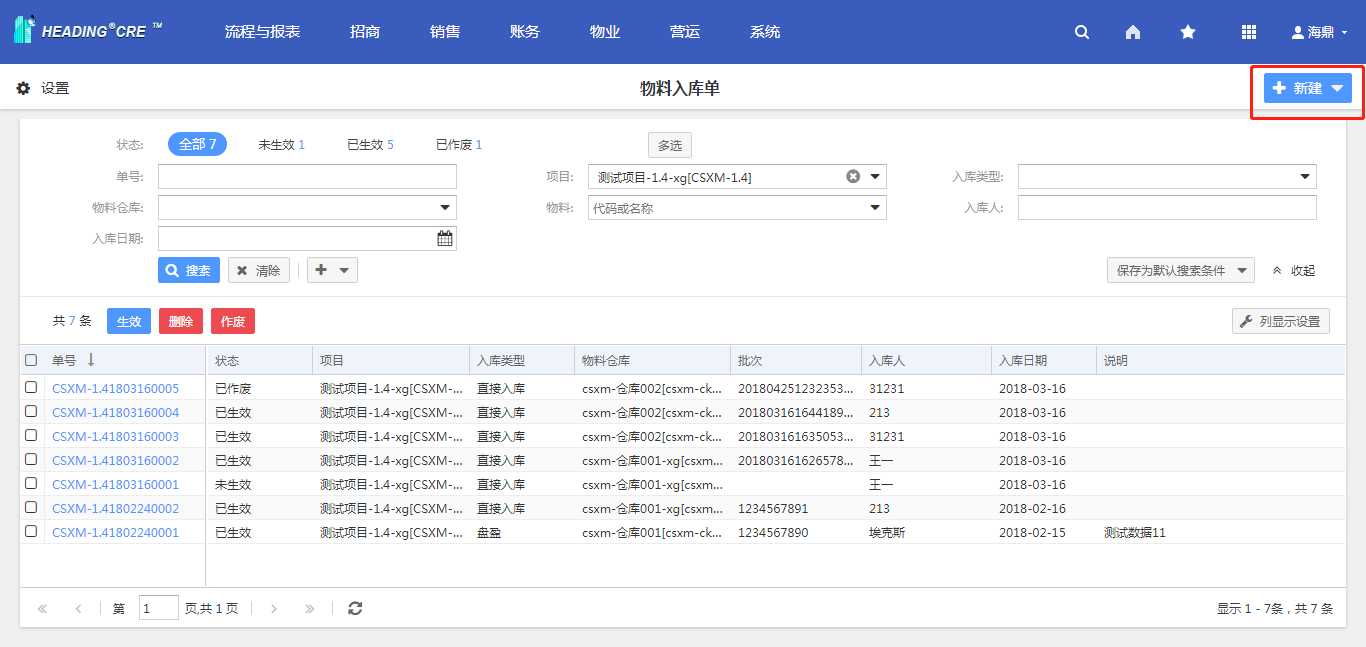 HEADING®CRE ™ 流程与报表 招商 销售 账务 物业 营运 系统 海鼎
设置 物料入库单 新建
状态: 全部 7 未生效 1 已生效 5 已作废 1 多选
单号: 项目: 测试项目-1.4-xg[CSXM-1.4] 入库类型:
物料仓库: 物料: 代码或名称 入库人:
入库日期:
搜索 清除 保存为默认搜索条件 收起
共 7 条 生效 删除 作废 列显示设置
单号 状态 项目 入库类型 物料仓库 批次 入库人 入库日期 说明
CSXM-1.41803160005 已作废 测试项目-1.4-xg[CSXM-... 直接入库 csxm-仓库002[csxm-ck... 201804251232353... 31231 2018-03-16
CSXM-1.41803160004 已生效 测试项目-1.4-xg[CSXM-... 直接入库 csxm-仓库002[csxm-ck... 201803161644189... 213 2018-03-16
CSXM-1.41803160003 已生效 测试项目-1.4-xg[CSXM-... 直接入库 csxm-仓库002[csxm-ck... 201803161635053... 31231 2018-03-16
CSXM-1.41803160002 已生效 测试项目-1.4-xg[CSXM-... 直接入库 csxm-仓库001-xg[csxm... 201803161626578... 王一 2018-03-16
CSXM-1.41803160001 未生效 测试项目-1.4-xg[CSXM-... 直接入库 csxm-仓库001-xg[csxm... 王一 2018-03-16
CSXM-1.41802240002 已生效 测试项目-1.4-xg[CSXM-... 直接入库 csxm-仓库001-xg[csxm... 1234567891 213 2018-02-16
CSXM-1.41802240001 已生效 测试项目-1.4-xg[CSXM-... 盘盈 csxm-仓库001[csxm-ck... 1234567890 埃克斯 2018-02-15 测试数据11
第 1 页,共 1 页 显示 1 - 7条，共 7 条